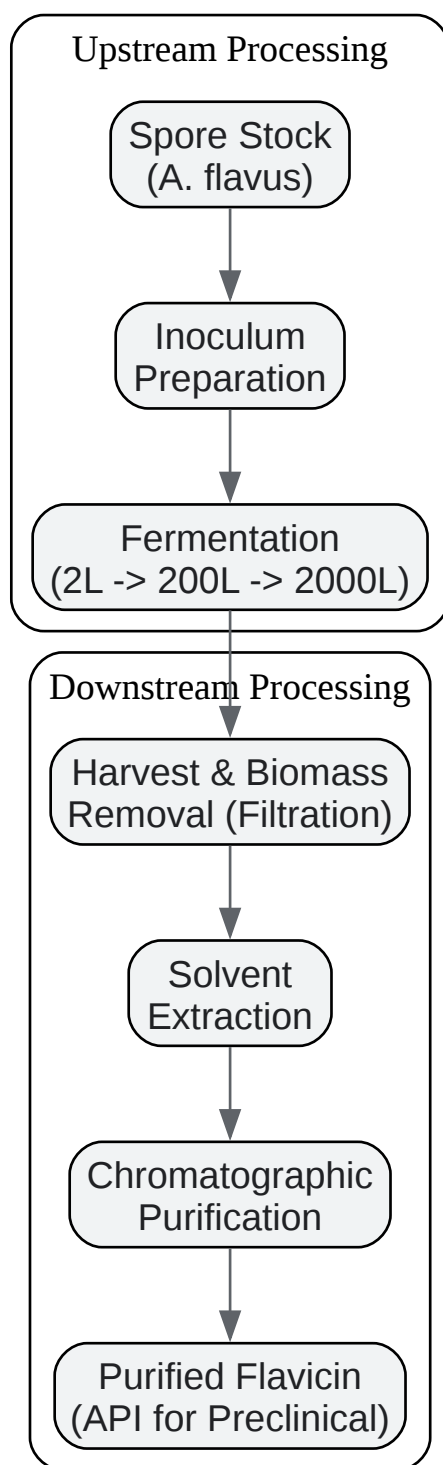 Upstream Processing
Spore Stock
(A. flavus)
Inoculum
Preparation
Fermentation
(2L -> 200L -> 2000L)
Downstream Processing
Harvest & Biomass
Removal (Filtration)
Solvent
Extraction
Chromatographic
Purification
Purified Flavicin
(API for Preclinical)